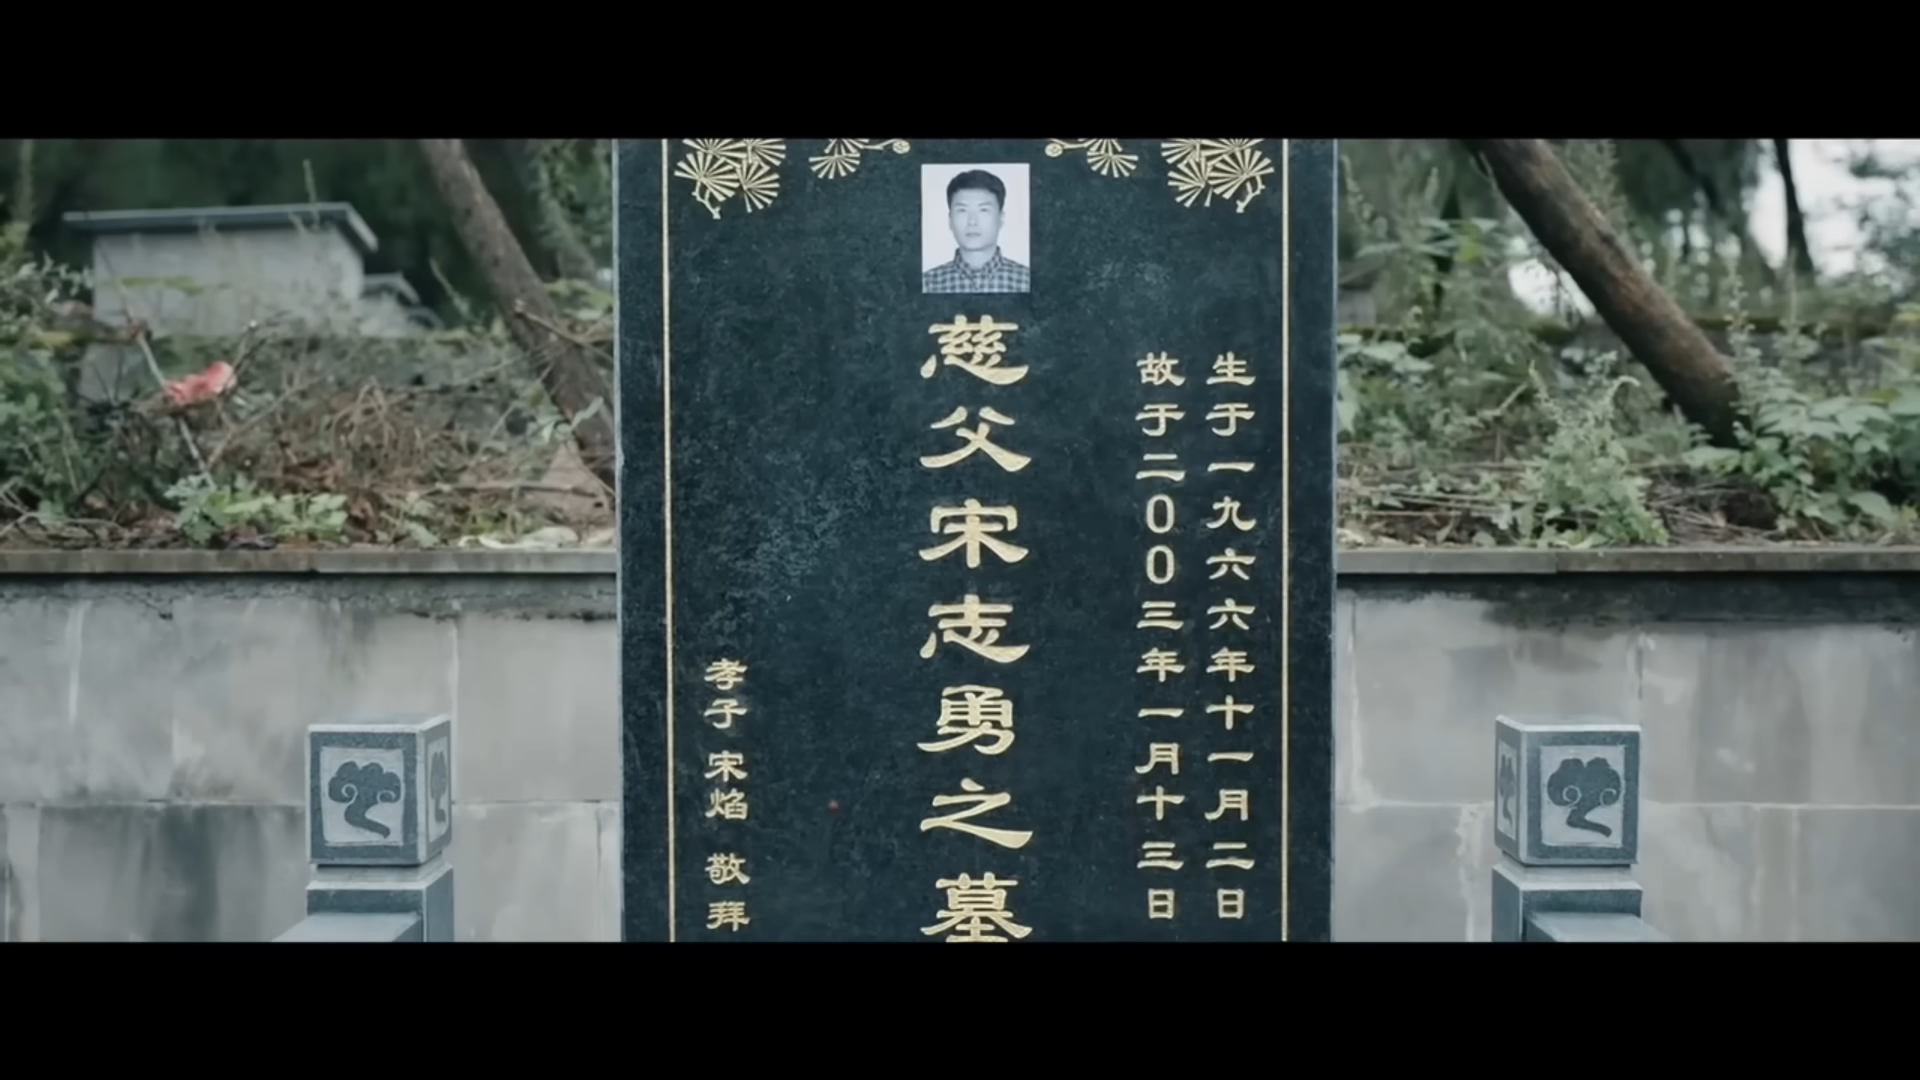 生于一九六六年十一月二日
故于二00三年一月十三日
慈父宋志勇之墓
孝子 宋焰 敬拜